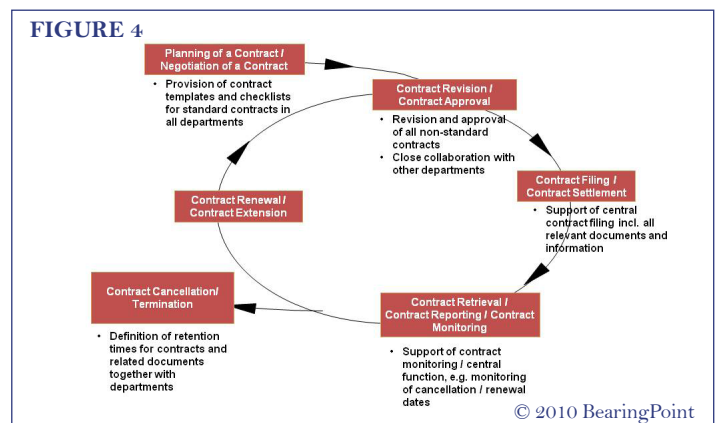 FIGURE 4
Planning of a Contract /
Negotiation of a Contract
• Provision of contract
templates and checklists
for standard contracts in
all departments
Contract Revision /
Contract Approval
• Revision and approval
of all non-standard
contracts
• Close collaboration with
other departments
Contract Filing /
Contract Settlement
• Support of central
contract filing incl. all
relevant documents and
information
Contract Renewal /
Contract Extension
Contract Cancellation/
Termination
• Definition of retention
times for contracts and
related documents
together with
departments
Contract Retrieval /
Contract Reporting / Contract
Monitoring
• Support of contract
monitoring / central
function, e.g. monitoring
of cancellation / renewal
dates
© 2010 BearingPoint